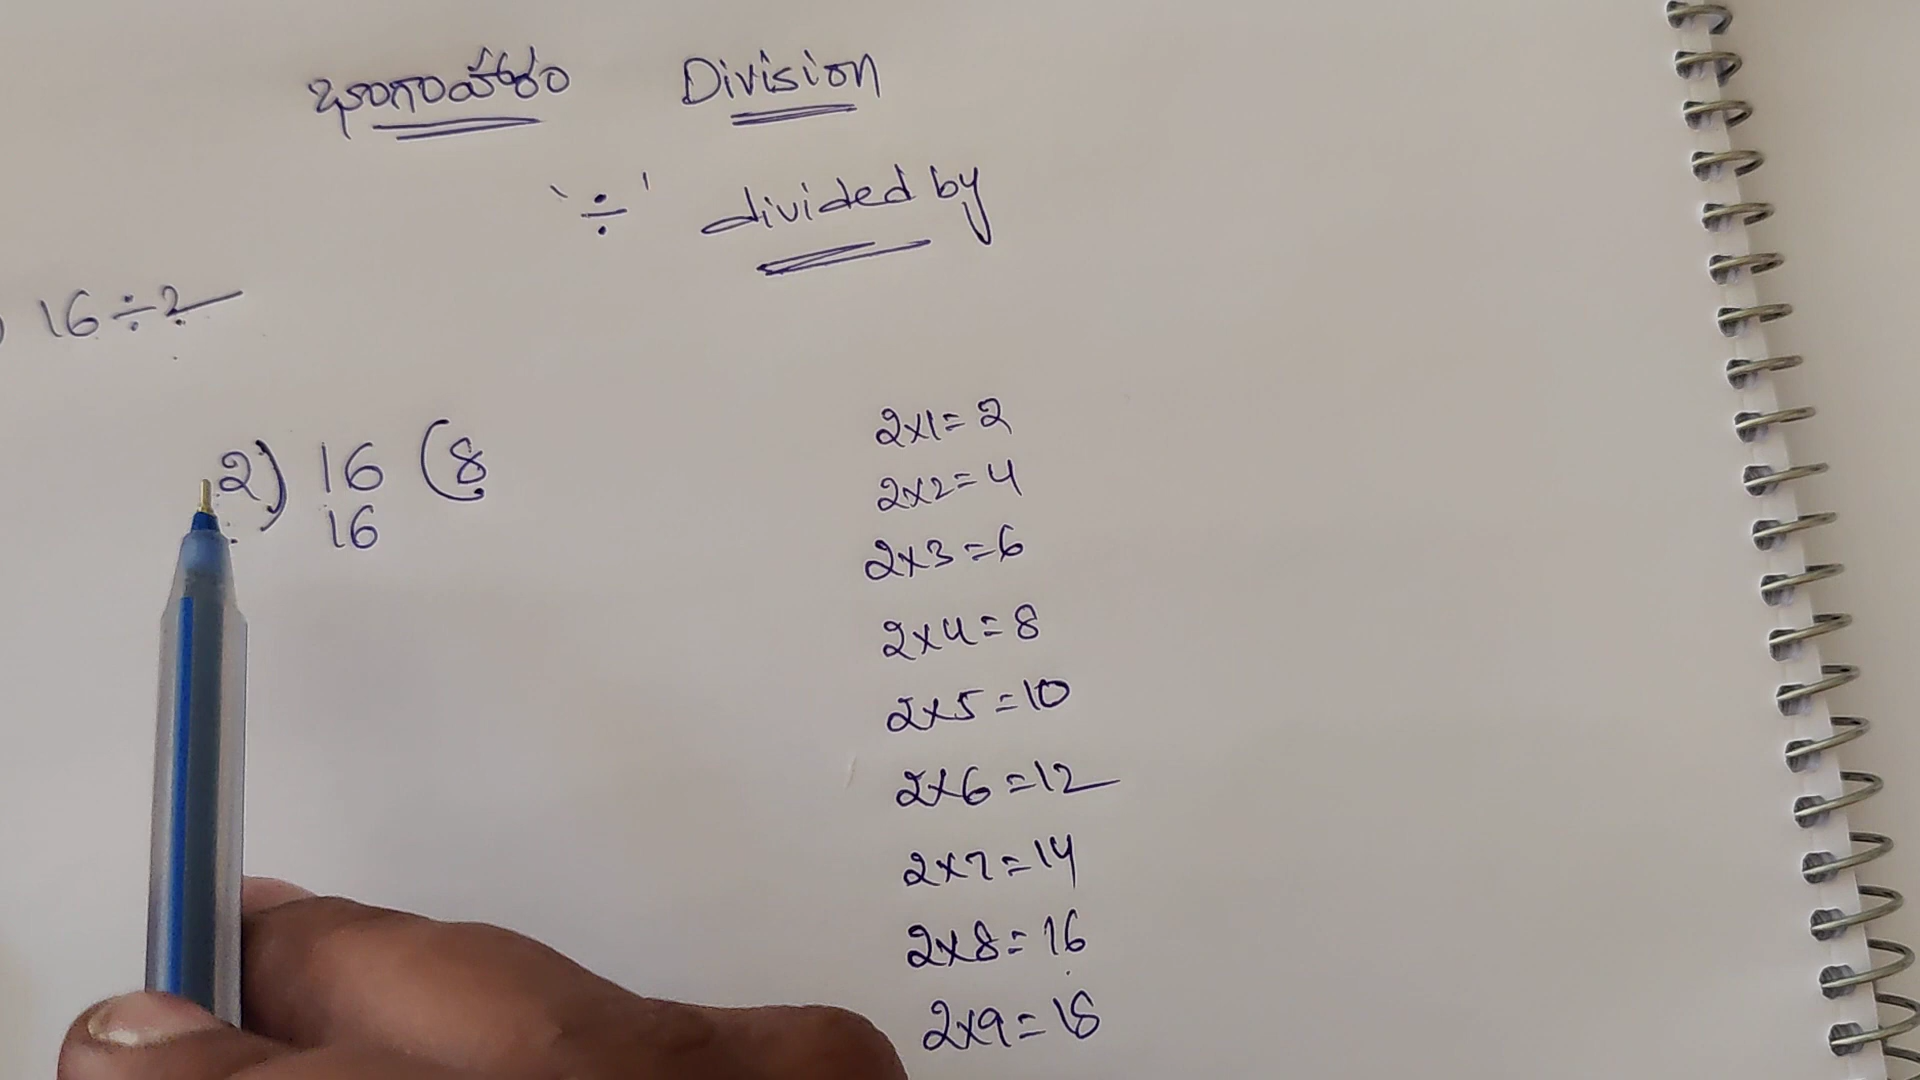 భాగాహారం Division
'÷' divided by
) 16÷2
2) 16 (8
16
2x1=2
2x2=4
2x3=6
2x4=8
2x5=10
2x6=12
2x7=14
2x8=16
2x9=18